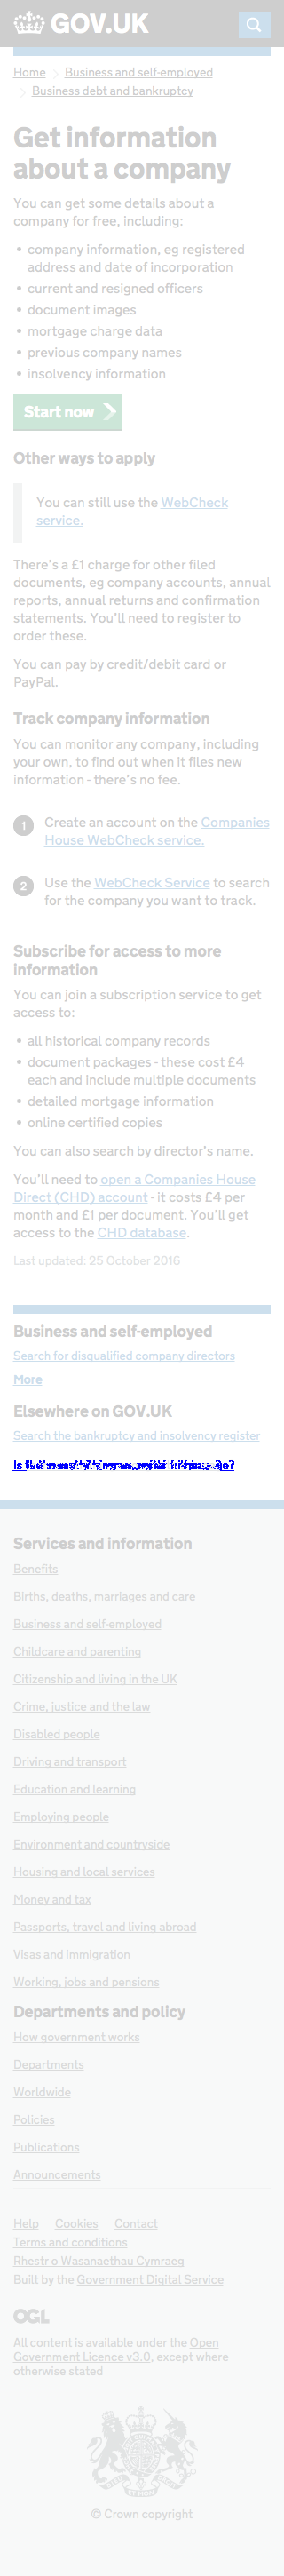 GOV.UK
Home
Business and self-employed
Business debt and bankruptcy
Get information
about a company
You can get some details about a
company for free, including:
• company information, eg registered
address and date of incorporation
• current and resigned officers
• document images
• mortgage charge data
• previous company names
• insolvency information
Start now
Other ways to apply
You can still use the WebCheck
service.
There's a £1 charge for other filed
documents, eg company accounts, annual
reports, annual returns and confirmation
statements. You'll need to register to
order these.
You can pay by credit/debit card or
PayPal.
Track company information
You can monitor any company, including
your own, to find out when it files new
information - there's no fee.
1 Create an account on the Companies
House WebCheck service.
2 Use the WebCheck Service to search
for the company you want to track.
Subscribe for access to more
information
You can join a subscription service to get
access to:
• all historical company records
• document packages - these cost £4
each and include multiple documents
• detailed mortgage information
• online certified copies
You can also search by director's name.
You'll need to open a Companies House
Direct (CHD) account - it costs £4 per
month and £1 per document. You'll get
access to the CHD database.
Last updated: 25 October 2016
Business and self-employed
Search for disqualified company directors
More
Elsewhere on GOV.UK
Search the bankruptcy and insolvency register
Services and information
Benefits
Births, deaths, marriages and care
Business and self-employed
Childcare and parenting
Citizenship and living in the UK
Crime, justice and the law
Disabled people
Driving and transport
Education and learning
Employing people
Environment and countryside
Housing and local services
Money and tax
Passports, travel and living abroad
Visas and immigration
Working, jobs and pensions
Departments and policy
How government works
Departments
Worldwide
Policies
Publications
Announcements
Help Cookies Contact
Terms and conditions
Rhestr o Wasanaethau Cymraeg
Built by the Government Digital Service
OGL
All content is available under the Open
Government Licence v3.0, except where
otherwise stated
© Crown copyright